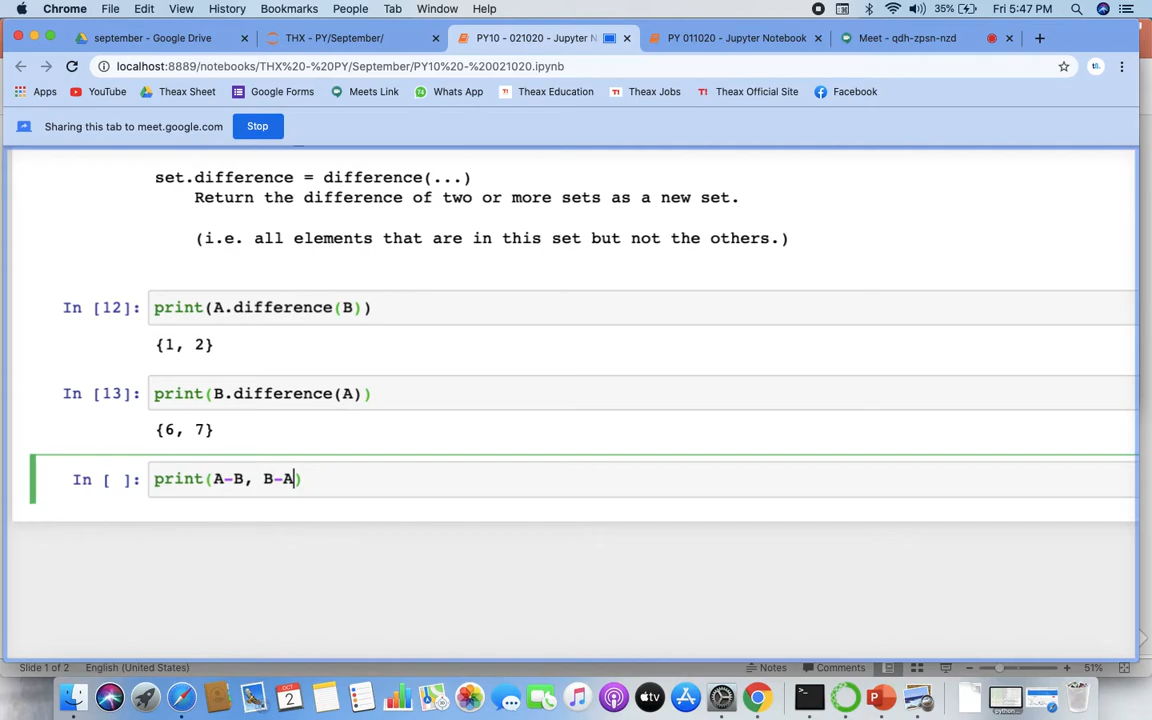 Chrome File Edit View History Bookmarks People Tab Window Help 35% Fri 5:47 PM
september - Google Drive THX - PY/September/ PY10 - 021020 - Jupyter N PY 011020 - Jupyter Notebook Meet - qdh-zpsn-nzd
localhost:8889/notebooks/THX%20-%20PY/September/PY10%20-%20021020.ipynb
Apps YouTube Theax Sheet Google Forms Meets Link Whats App Theax Education Theax Jobs Theax Official Site Facebook
Sharing this tab to meet.google.com Stop
set.difference = difference(...)
Return the difference of two or more sets as a new set.
(i.e. all elements that are in this set but not the others.)
In [12]: print(A.difference(B))
{1, 2}
In [13]: print(B.difference(A))
{6, 7}
In [ ]: print(A-B, B-A)
Slide 1 of 2 English (United States) Notes Comments 51%
OCT
2
tv
python